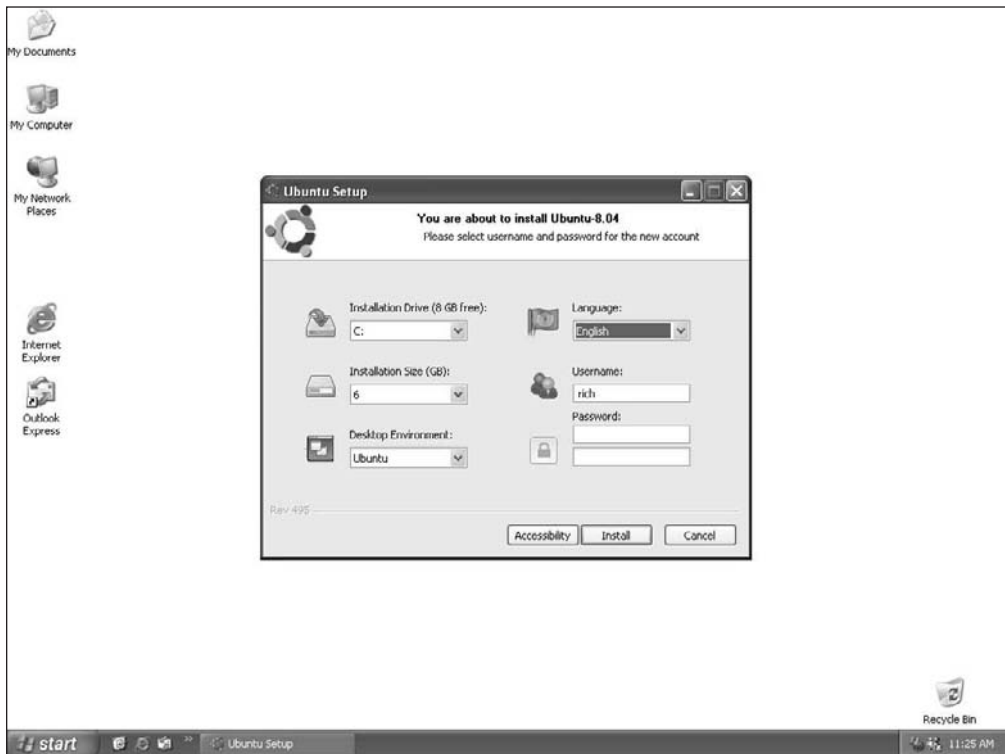 My Documents
My Computer
My Network
Places
Internet
Explorer
Outlook
Express
Ubuntu Setup
You are about to install Ubuntu-8.04
Please select username and password for the new account
Installation Drive (8 GB free):
C:
Installation Size (GB):
6
Desktop Environment:
Ubuntu
Language:
English
Username:
rich
Password:
Rev 495
Accessibility
Install
Cancel
Recycle Bin
start
»
Ubuntu Setup
11:25 AM